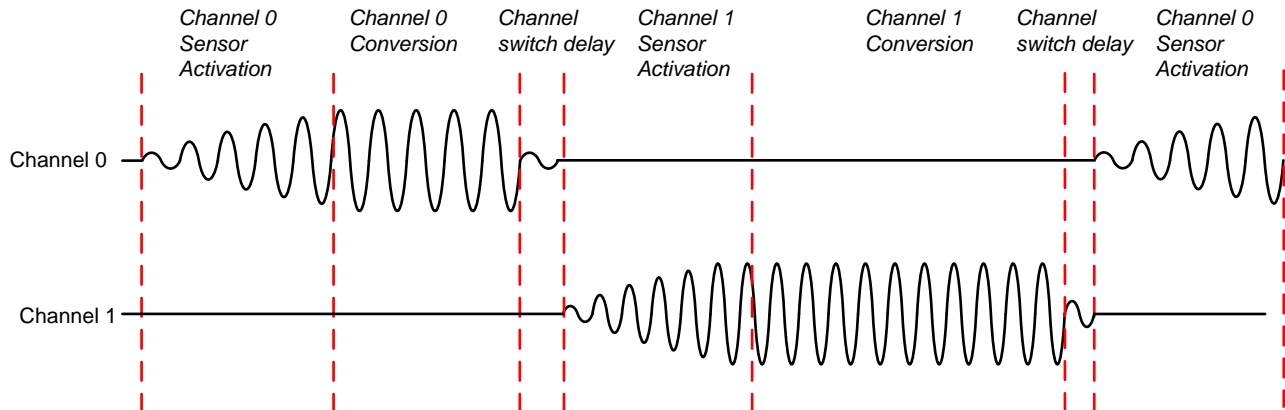 Channel 0
Sensor
Activation
Channel 0
Conversion
Channel
switch delay
Channel 1
Sensor
Activation
Channel 1
Conversion
Channel
switch delay
Channel 0
Sensor
Activation
Channel 0
Channel 1